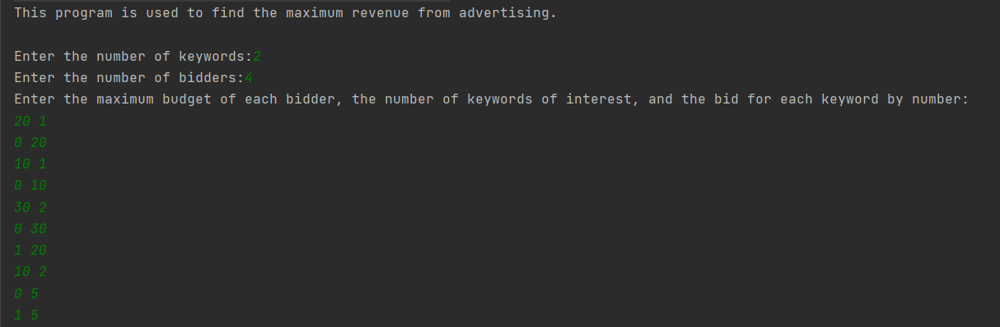 This program is used to find the maximum revenue from advertising.
Enter the number of keywords:2
Enter the number of bidders:4
Enter the maximum budget of each bidder, the number of keywords of interest, and the bid for each keyword by number:
20 1
0 20
10 1
0 10
30 2
0 30
1 20
10 2
0 5
1 5